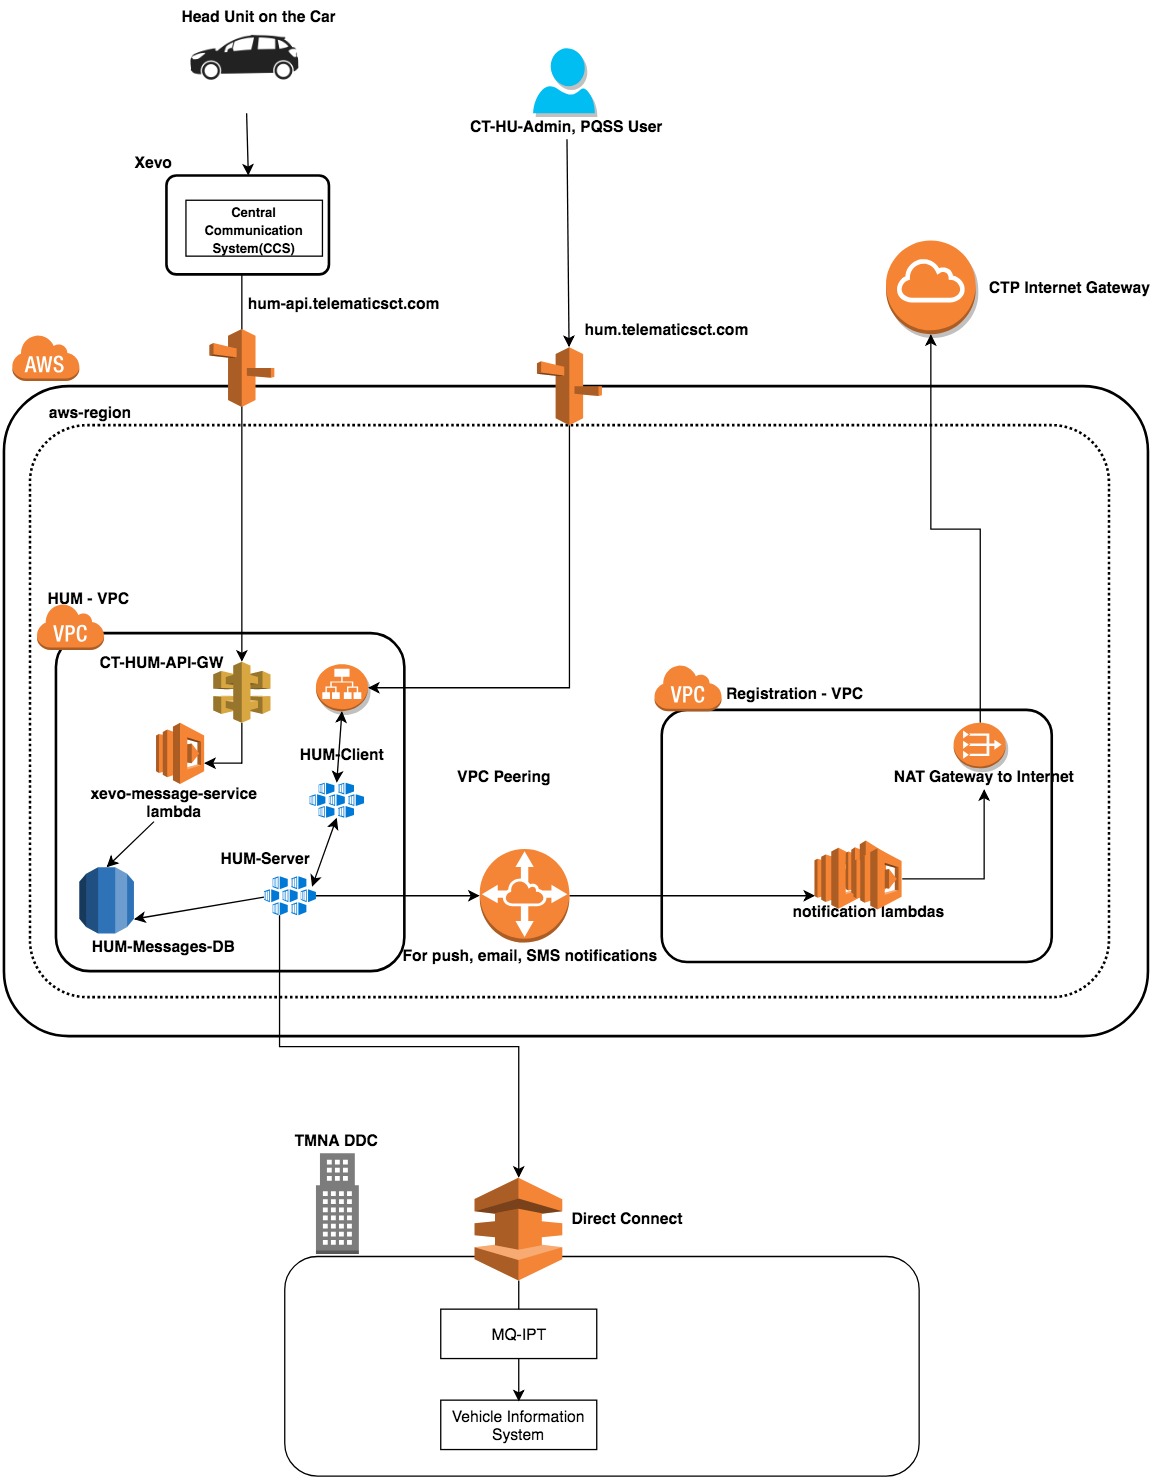 Head Unit on the Car
CT-HU-Admin, PQSS User
Xevo
Central
Communication
System(CCS)
hum-api.telematicsct.com
hum.telematicsct.com
CTP Internet Gateway
AWS
aws-region
HUM - VPC
VPC
CT-HUM-API-GW
VPC
Registration - VPC
HUM-Client
VPC Peering
NAT Gateway to Internet
xevo-message-service
lambda
HUM-Server
notification lambdas
HUM-Messages-DB
For push, email, SMS notifications
TMNA DDC
Direct Connect
MQ-IPT
Vehicle Information
System